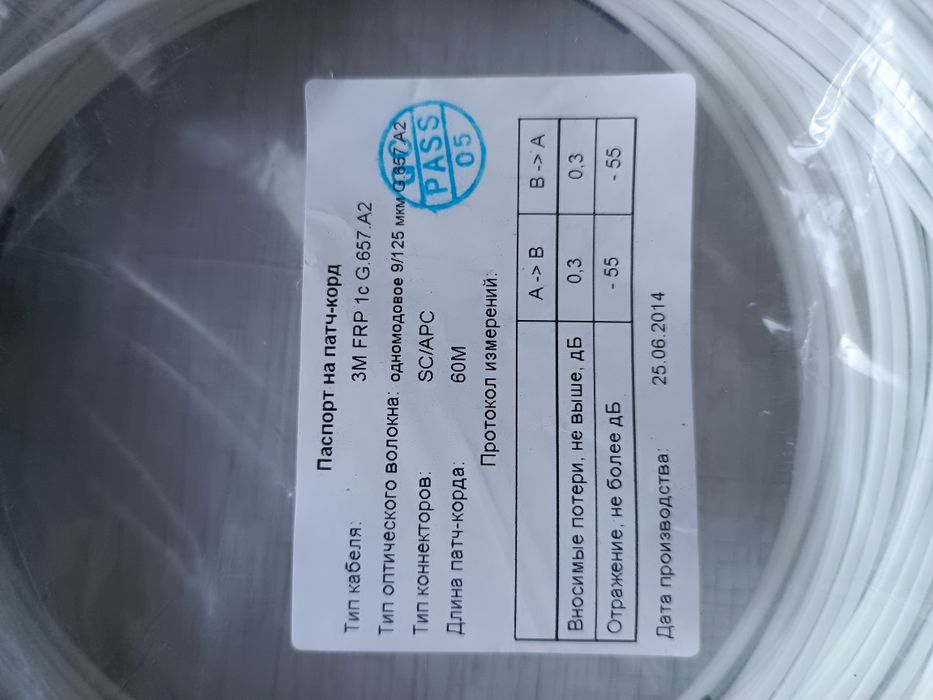 Паспорт на патч-корд
Тип кабеля: 3M FRP 1c G.657.A2
Тип оптического волокна: одномодовое 9/125 мкм G.657.A2
Тип коннекторов: SC/APC
Длина патч-корда: 60М
Протокол измерений:
A -> B B -> A
Вносимые потери, не выше, дБ 0,3 0,3
Отражение, не более дБ - 55 - 55
Дата производства: 25.06.2014
QC
PASS
05